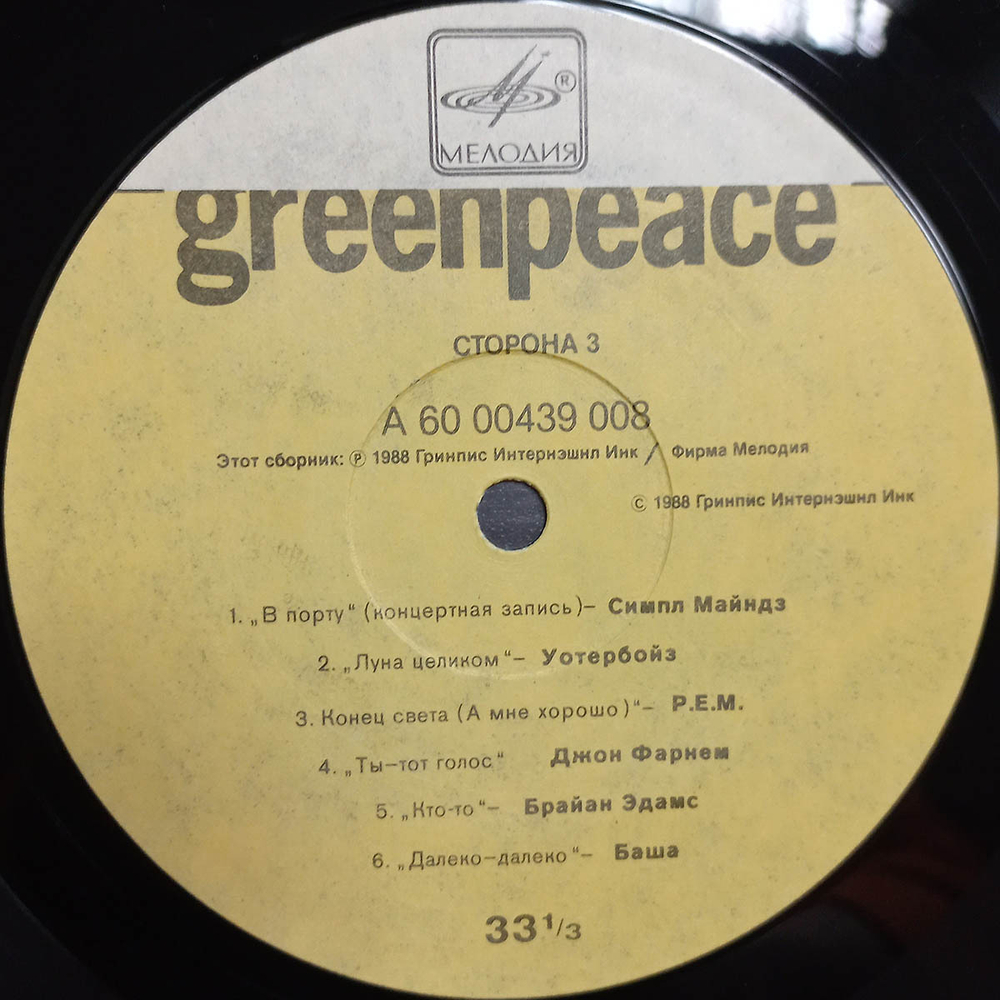 ®
МЕЛОДИЯ
greenpeace
СТОРОНА 3
А 60 00439 008
Этот сборник: Ⓟ 1988 Гринпис Интернэшнл Инк / Фирма Мелодия
© 1988 Гринпис Интернэшнл Инк
1. „В порту“ (концертная запись)– Симпл Майндз
2. „Луна целиком“– Уотербойз
3. Конец света (А мне хорошо)“– Р.Е.М.
4. „Ты–тот голос“ Джон Фарнем
5. „Кто-то“– Брайан Эдамс
6. „Далеко–далеко“– Баша
33 1/3